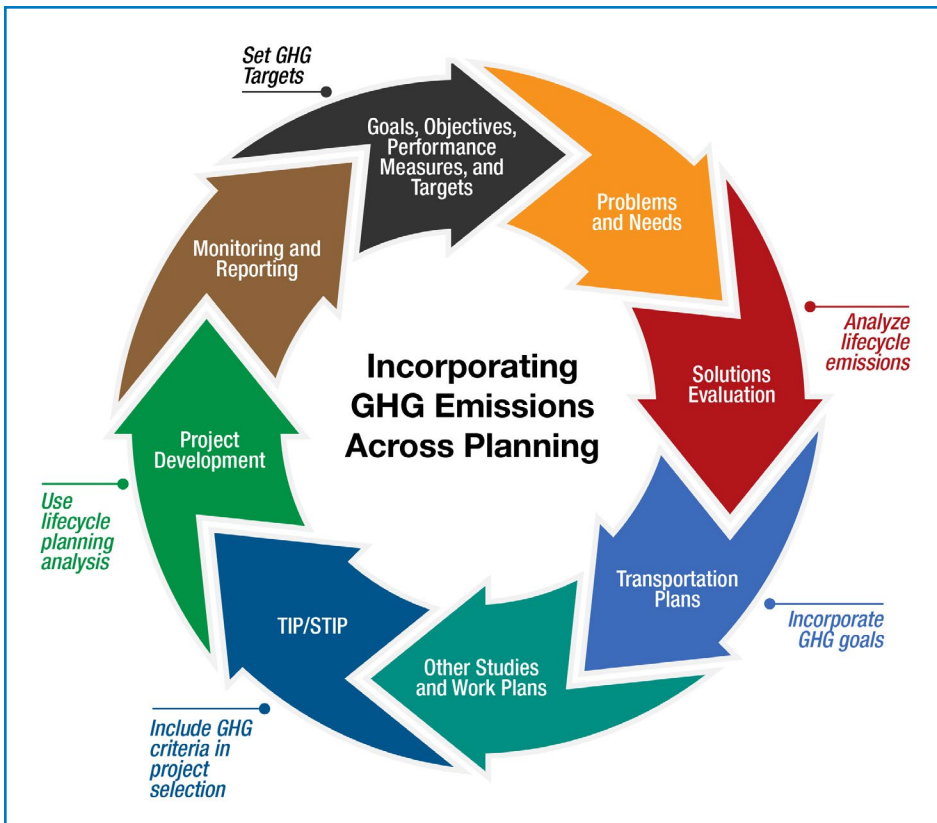 Set GHG
Targets
Goals, Objectives,
Performance
Measures, and
Targets
Problems
and Needs
Analyze
lifecycle
emissions
Solutions
Evaluation
Transportation
Plans
Incorporate
GHG goals
Other Studies
and Work Plans
TIP/STIP
Include GHG
criteria in
project
selection
Project
Development
Use
lifecycle
planning
analysis
Monitoring and
Reporting
Incorporating
GHG Emissions
Across Planning